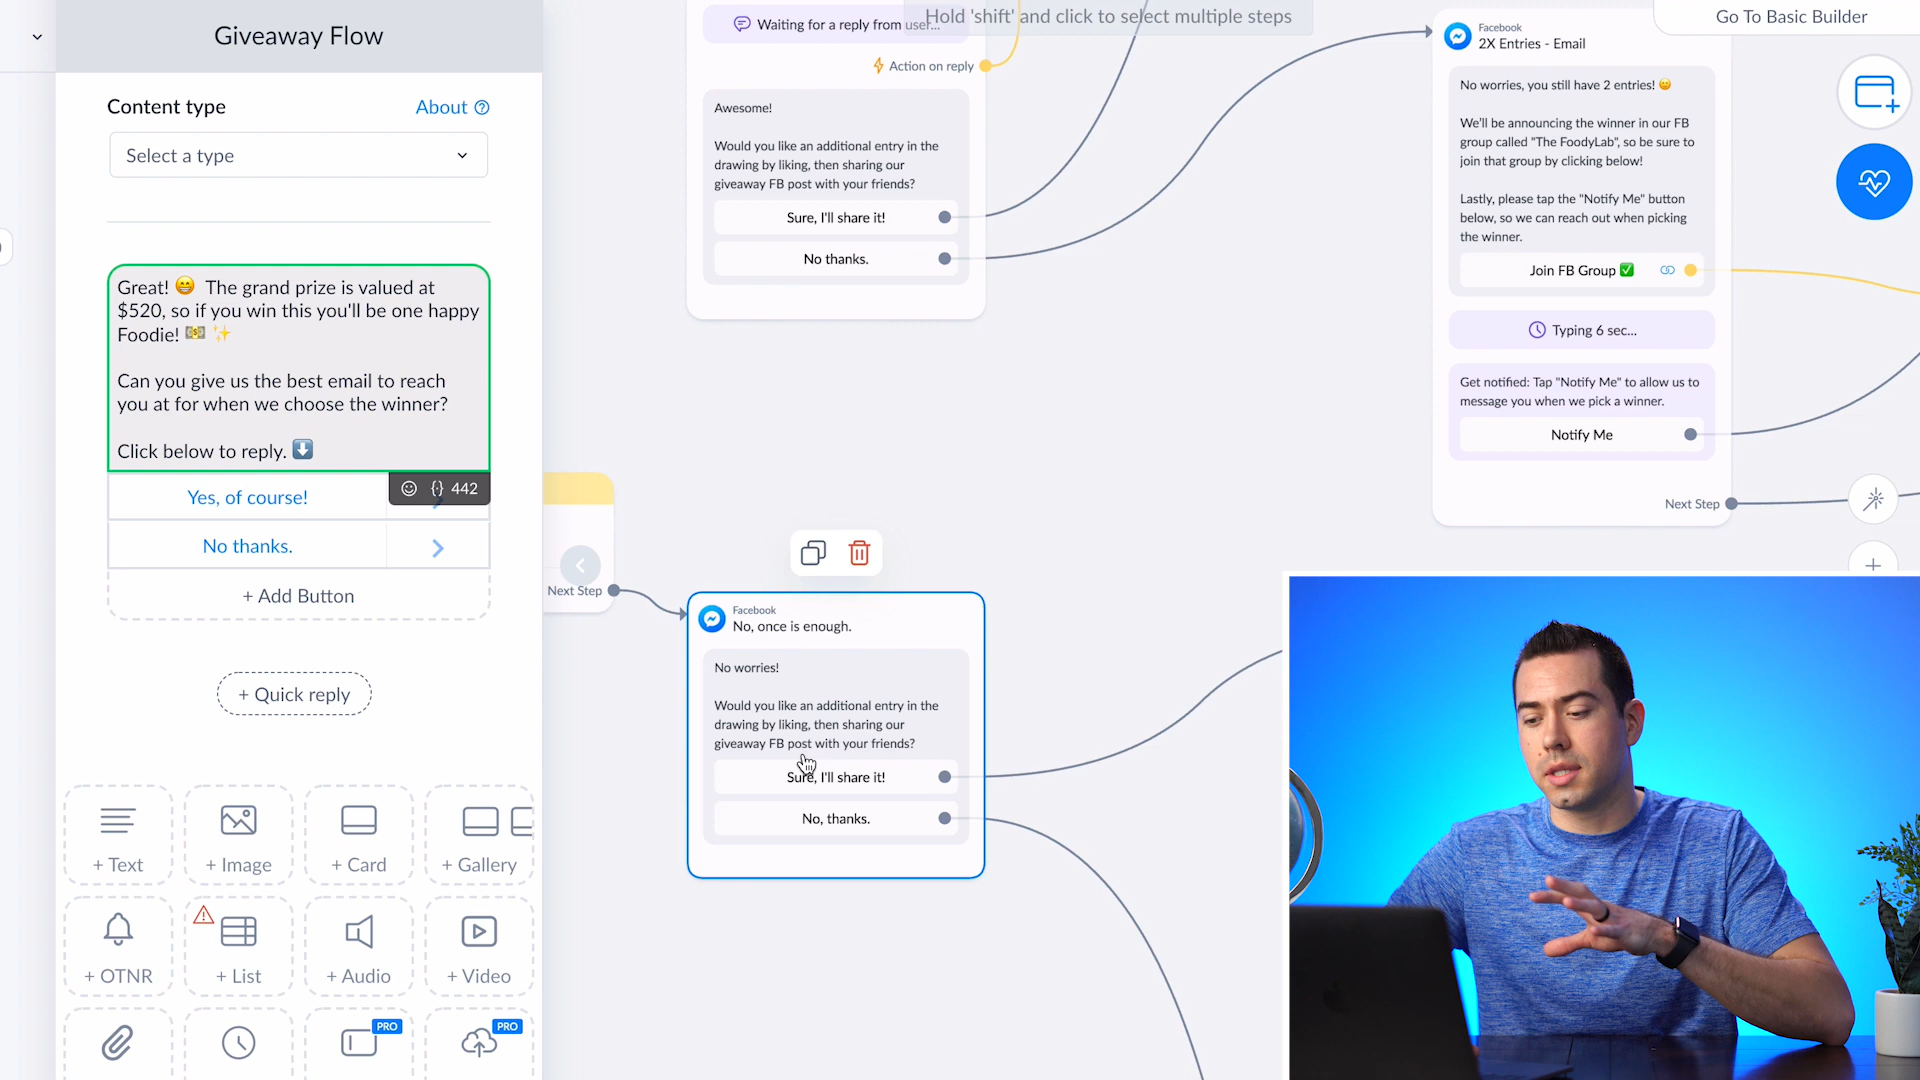 Giveaway Flow
Content type
About
Select a type
Great! 😁 The grand prize is valued at
$520, so if you win this you'll be one happy
Foodie! 💵 ✨
Can you give us the best email to reach
you at for when we choose the winner?
Click below to reply. ⬇️
442
Yes, of course!
No thanks.
+ Add Button
+ Quick reply
+ Text
+ Image
+ Card
+ Gallery
+ OTNR
+ List
+ Audio
+ Video
PRO
PRO
Hold 'shift' and click to select multiple steps
Go To Basic Builder
Waiting for a reply from user...
Action on reply
Awesome!
Would you like an additional entry in the
drawing by liking, then sharing our
giveaway FB post with your friends?
Sure, I'll share it!
No thanks.
Next Step
Facebook
No, once is enough.
No worries!
Would you like an additional entry in the
drawing by liking, then sharing our
giveaway FB post with your friends?
Sure, I'll share it!
No, thanks.
Facebook
2X Entries - Email
No worries, you still have 2 entries! 🙂
We'll be announcing the winner in our FB
group called "The FoodyLab", so be sure to
join that group by clicking below!
Lastly, please tap the "Notify Me" button
below, so we can reach out when picking
the winner.
Join FB Group ✅
Typing 6 sec...
Get notified: Tap "Notify Me" to allow us to
message you when we pick a winner.
Notify Me
Next Step